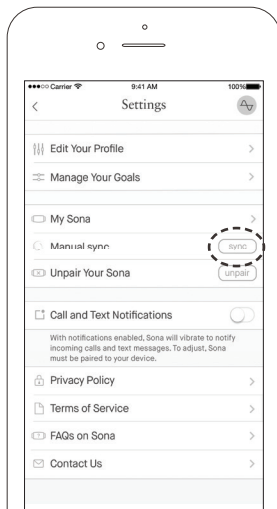 ●●●○○ Carrier 9:41 AM 100%
Settings
Edit Your Profile
Manage Your Goals
My Sona
Manual sync sync
Unpair Your Sona unpair
Call and Text Notifications
With notifications enabled, Sona will vibrate to notify
incoming calls and text messages. To adjust, Sona
must be paired to your device.
Privacy Policy
Terms of Service
FAQs on Sona
Contact Us